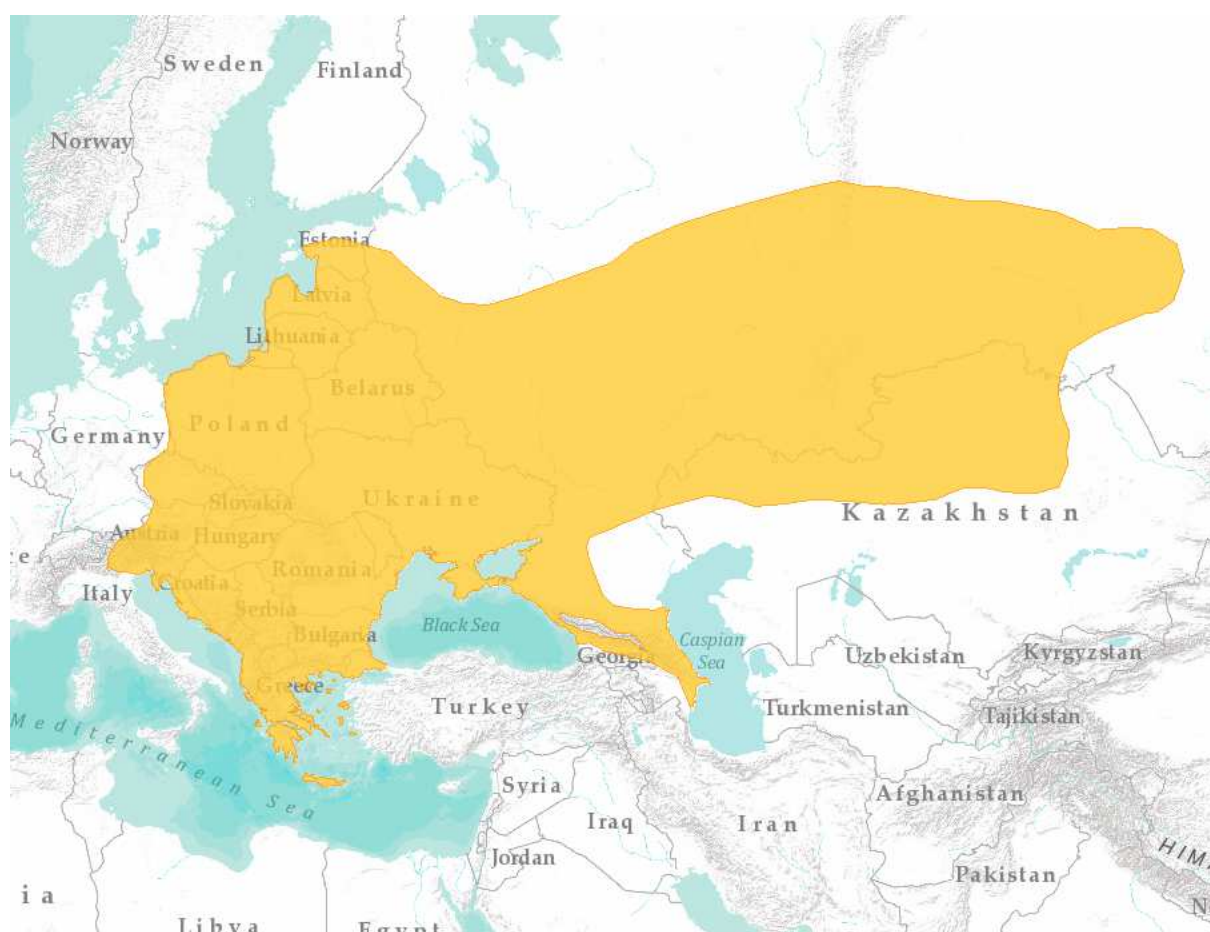 Sweden
Finland
Norway
Estonia
Latvia
Lithuania
Belarus
Poland
Germany
Ukraine
Slovakia
Austria
Hungary
Kazakhstan
Romania
Croatia
Italy
Serbia
Black Sea
Bulgaria
Caspian
Sea
Georgia
Uzbekistan
Kyrgyzstan
Greece
Turkey
Turkmenistan
Tajikistan
Mediterranean Sea
Syria
Afghanistan
Iraq
Iran
Jordan
Pakistan
HIM
Libya
Egypt
i a
e
N